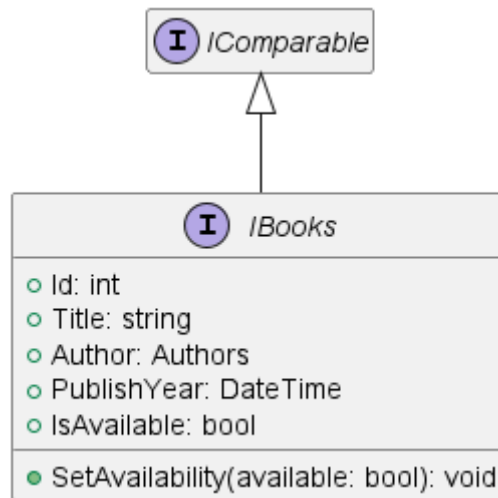 I IComparable
I IBooks
Id: int
Title: string
Author: Authors
PublishYear: DateTime
IsAvailable: bool
SetAvailability(available: bool): void